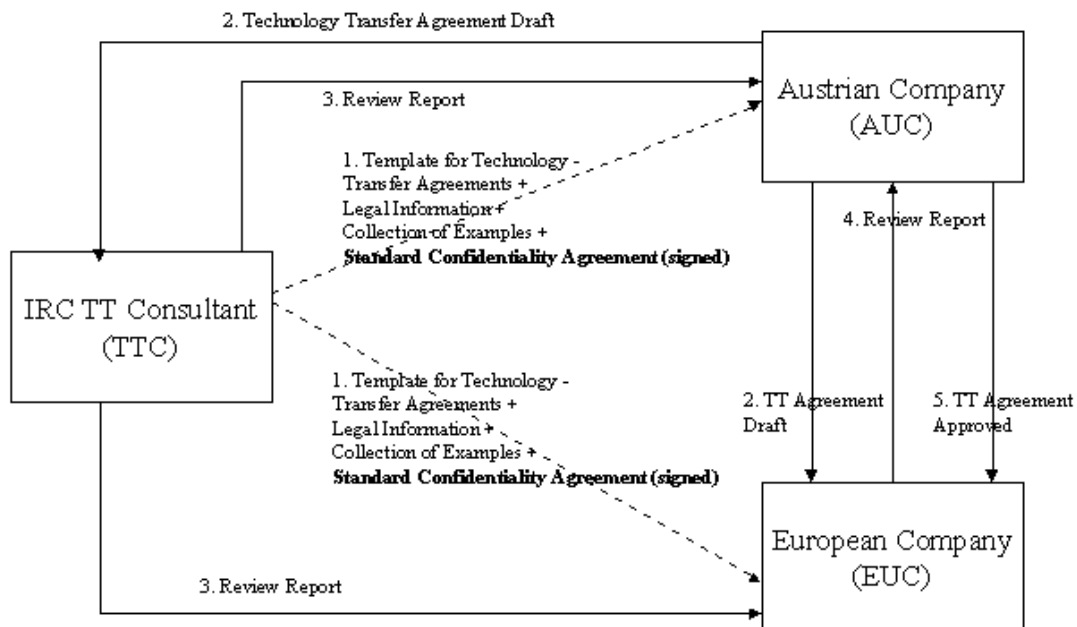 2. Technology Transfer Agreement Draft
Austrian Company
(AUC)
3. Review Report
1. Template for Technology -
Transfer Agreements +
Legal Information +
Collection of Examples +
Standard Confidentiality Agreement (signed)
4. Review Report
IRC TT Consultant
(TTC)
1. Template for Technology -
Transfer Agreements +
Legal Information +
Collection of Examples +
Standard Confidentiality Agreement (signed)
2. TT Agreement
Draft
5. TT Agreement
Approved
European Company
(EUC)
3. Review Report